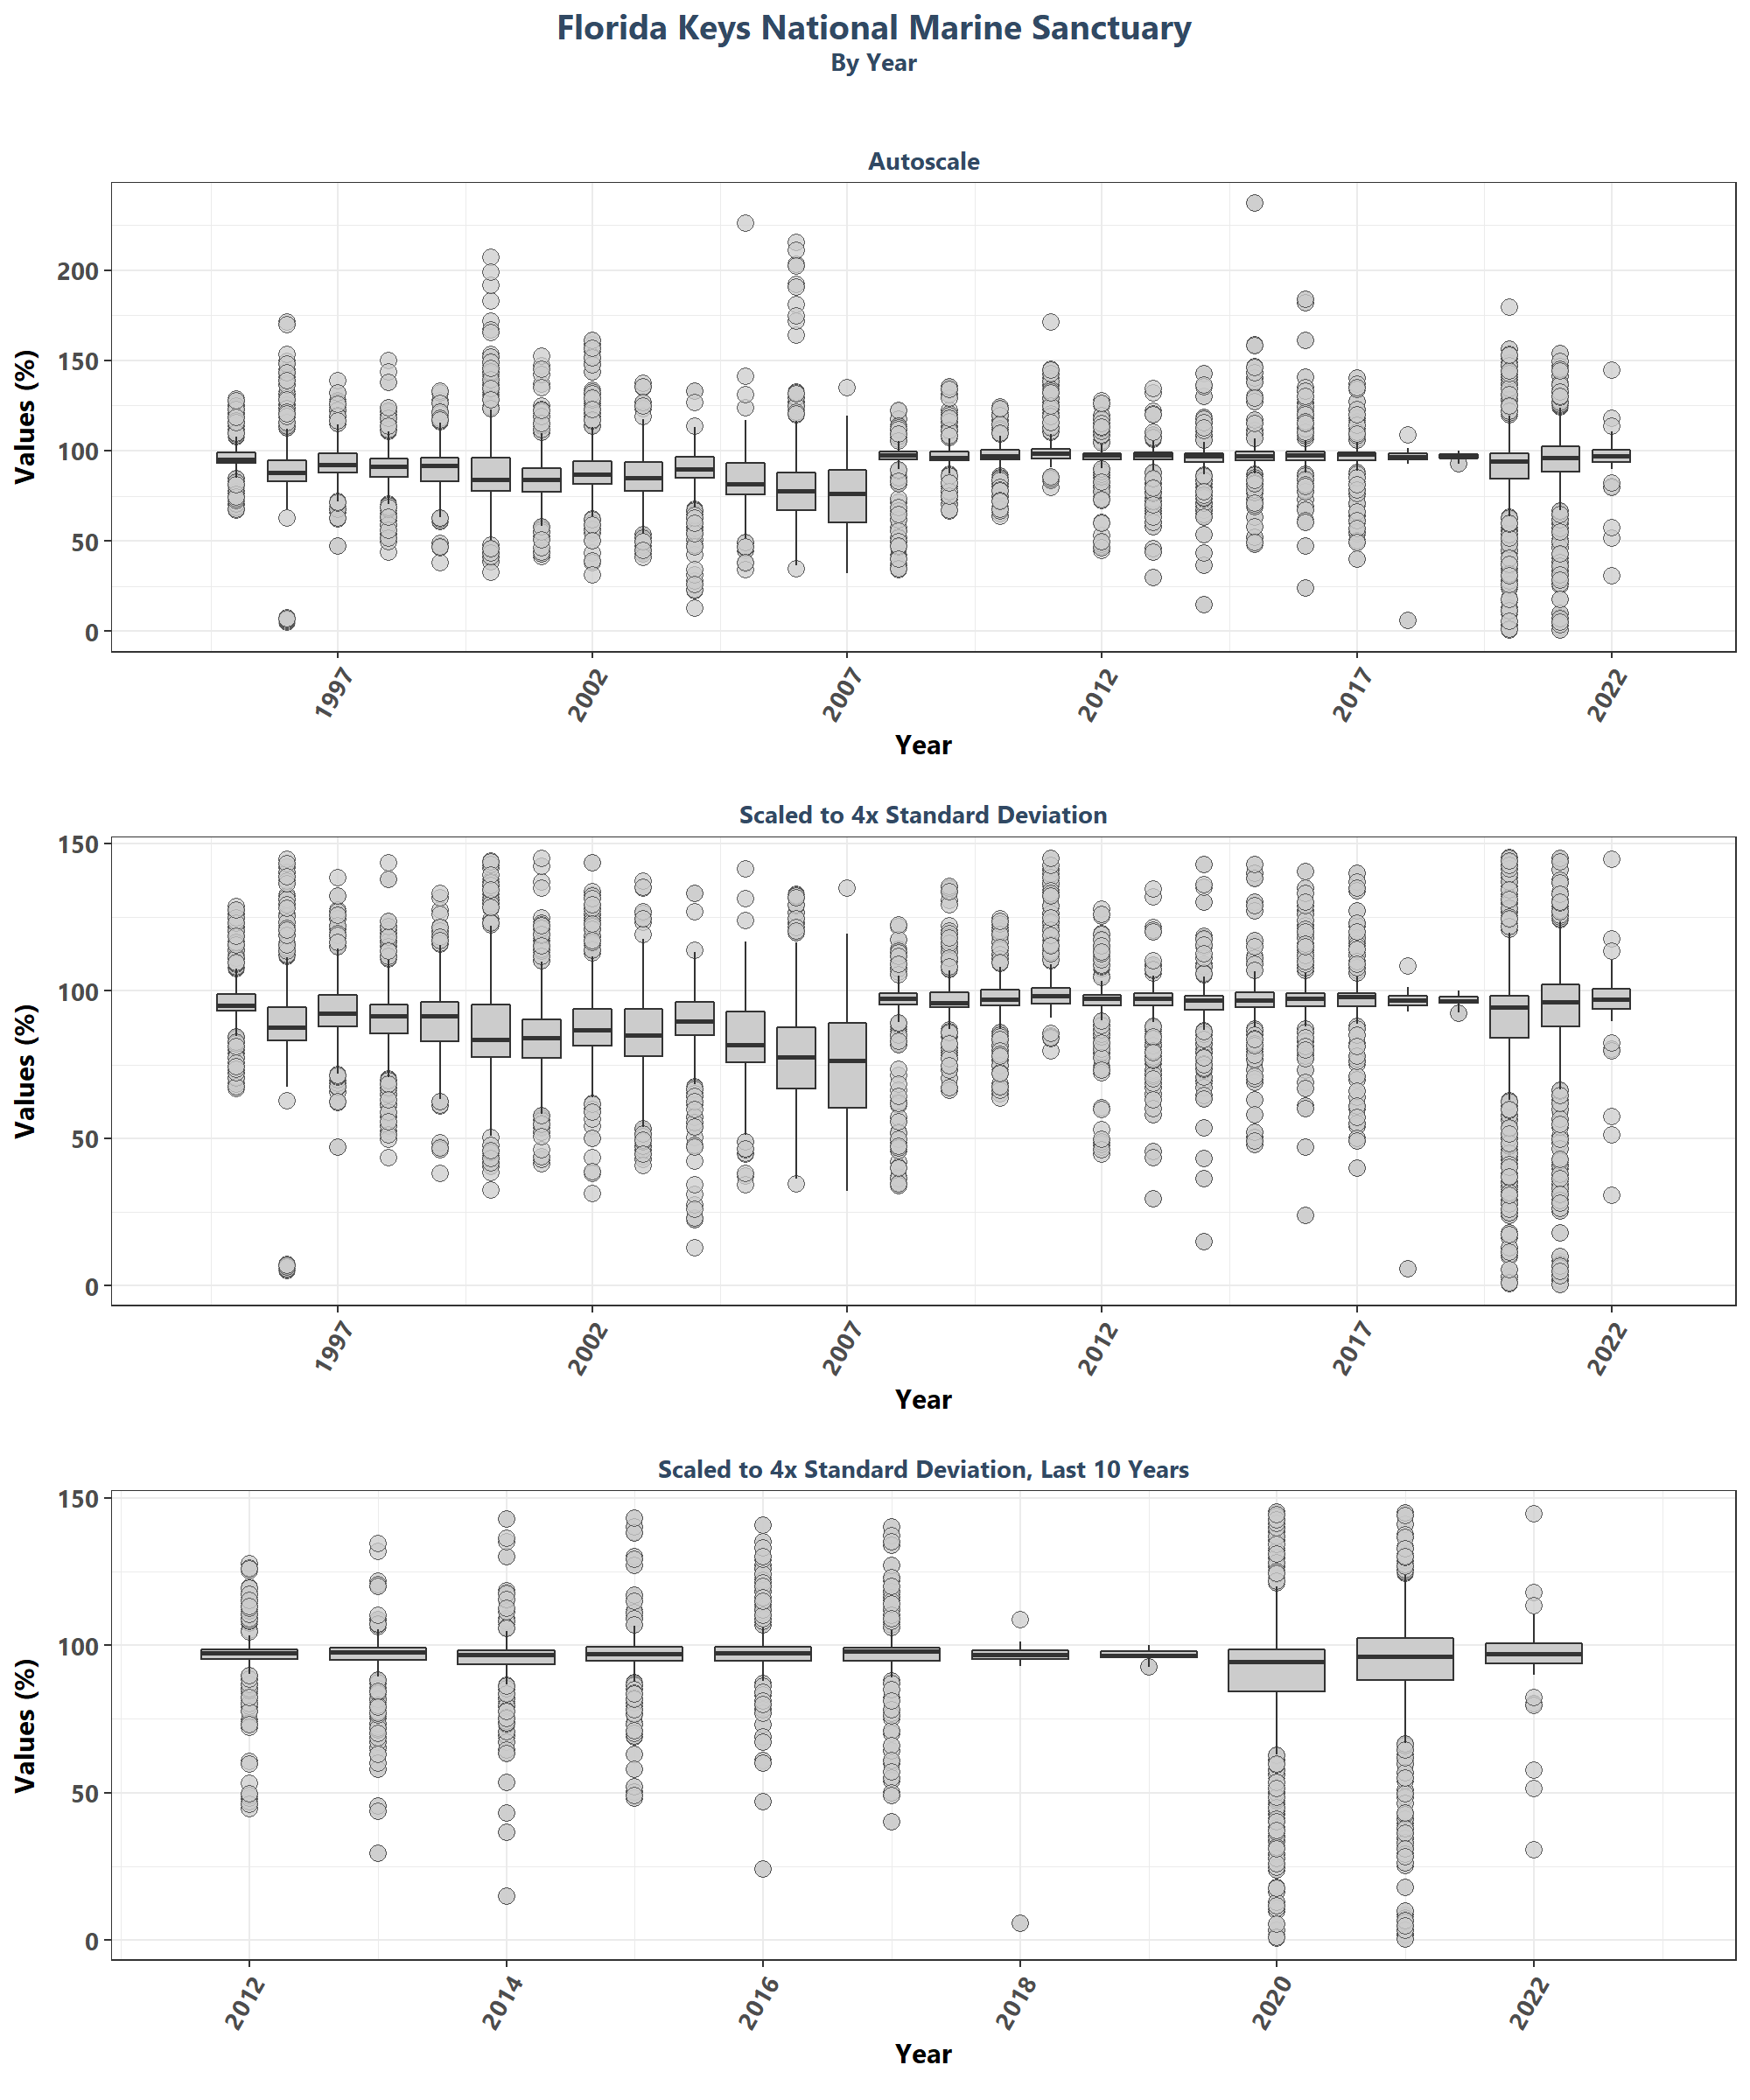 Florida Keys National Marine Sanctuary
By Year
Autoscale
Values (%)
200
150
100
50
0
1997
2002
2007
2012
2017
2022
Year
Scaled to 4x Standard Deviation
Values (%)
150
100
50
0
1997
2002
2007
2012
2017
2022
Year
Scaled to 4x Standard Deviation, Last 10 Years
Values (%)
150
100
50
0
2012
2014
2016
2018
2020
2022
Year